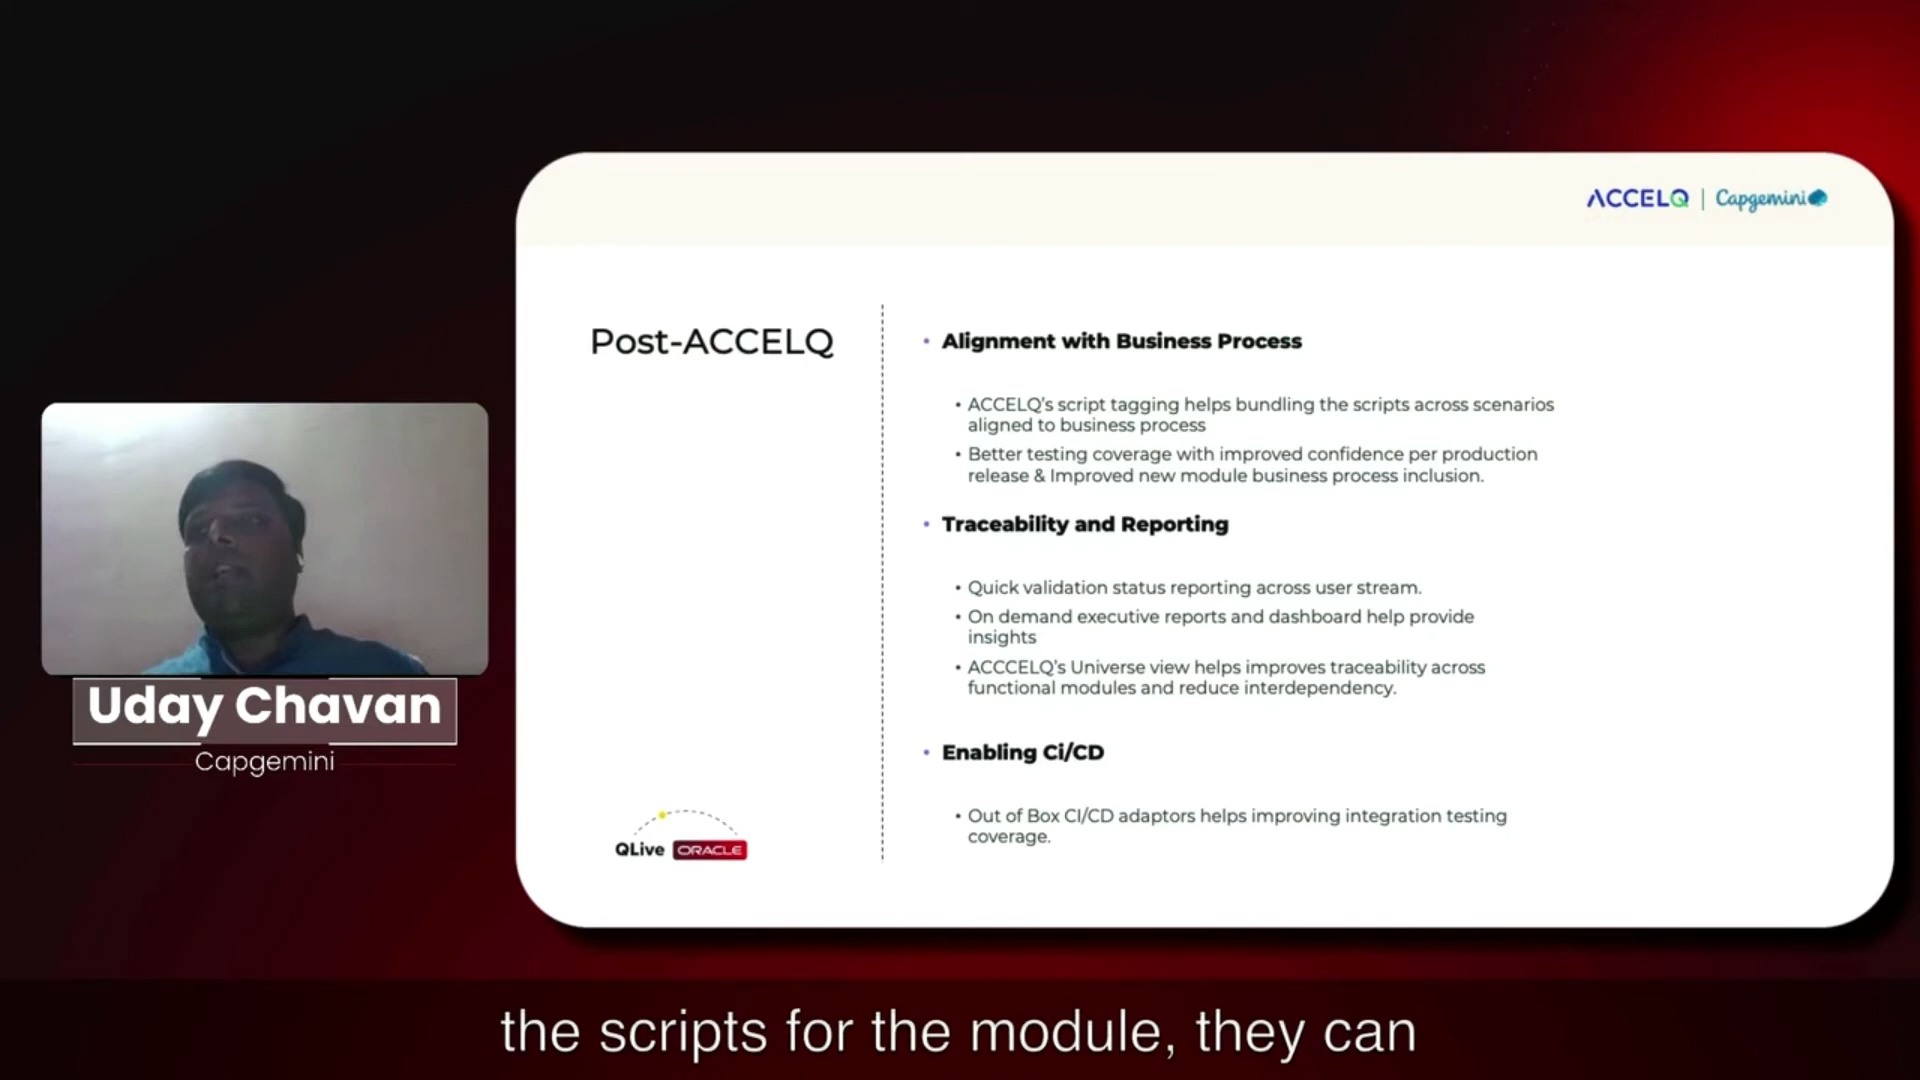 ACCELQ | Capgemini
Post-ACCELQ
• Alignment with Business Process
• ACCELQ's script tagging helps bundling the scripts across scenarios
aligned to business process
• Better testing coverage with improved confidence per production
release & Improved new module business process inclusion.
• Traceability and Reporting
• Quick validation status reporting across user stream.
• On demand executive reports and dashboard help provide
insights
• ACCCELQ's Universe view helps improves traceability across
functional modules and reduce interdependency.
• Enabling Ci/CD
• Out of Box CI/CD adaptors helps improving integration testing
coverage.
QLive ORACLE
Uday Chavan
Capgemini
the scripts for the module, they can